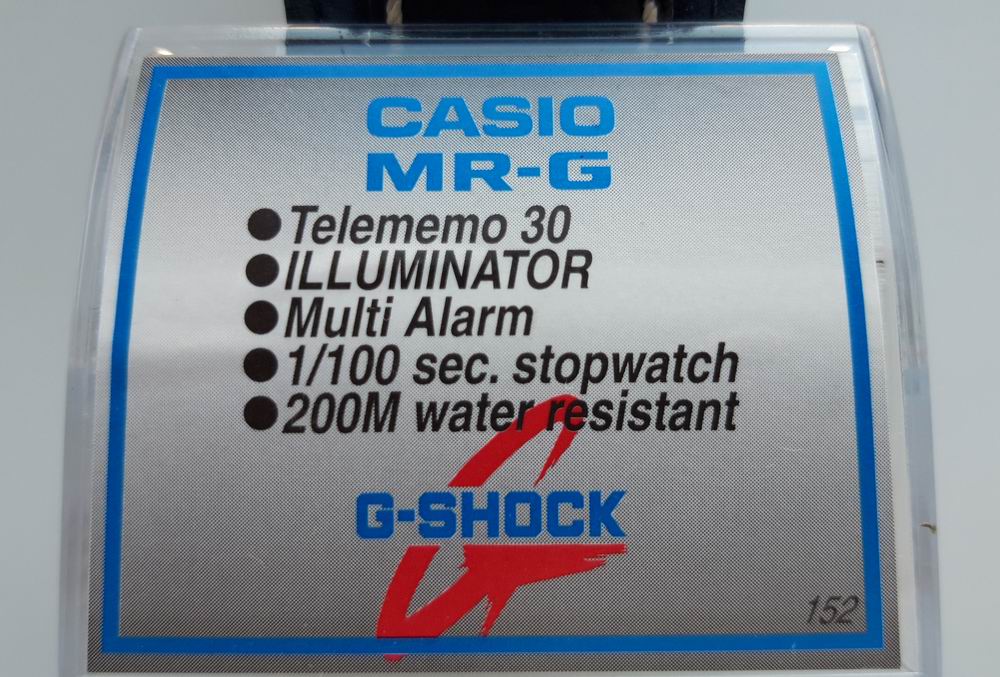 CASIO
MR-G
●Telememo 30
●ILLUMINATOR
●Multi Alarm
●1/100 sec. stopwatch
●200M water resistant
G-SHOCK
152